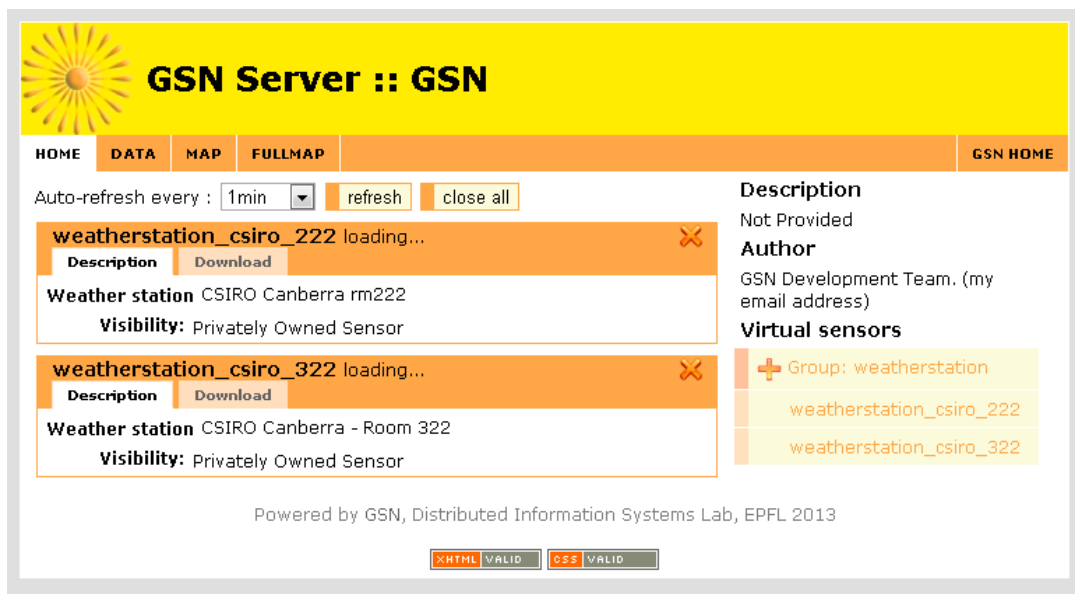 GSN Server :: GSN
HOME DATA MAP FULLMAP GSN HOME
Auto-refresh every : 1min refresh close all
weatherstation_csiro_222 loading...
Description Download
Weather station CSIRO Canberra rm222
Visibility: Privately Owned Sensor
weatherstation_csiro_322 loading...
Description Download
Weather station CSIRO Canberra - Room 322
Visibility: Privately Owned Sensor
Description
Not Provided
Author
GSN Development Team. (my
email address)
Virtual sensors
Group: weatherstation
weatherstation_csiro_222
weatherstation_csiro_322
Powered by GSN, Distributed Information Systems Lab, EPFL 2013
XHTML VALID CSS VALID